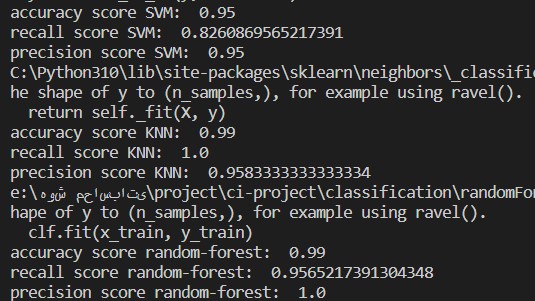 accuracy score SVM:  0.95
recall score SVM:  0.8260869565217391
precision score SVM:  0.95
C:\Python310\lib\site-packages\sklearn\neighbors\_classific
he shape of y to (n_samples,), for example using ravel().
  return self._fit(X, y)
accuracy score KNN:  0.99
recall score KNN:  1.0
precision score KNN:  0.9583333333333334
e:\هوش محاسباتی\project\ci-project\classification\randomFor
hape of y to (n_samples,), for example using ravel().
  clf.fit(x_train, y_train)
accuracy score random-forest:  0.99
recall score random-forest:  0.9565217391304348
precision score random-forest:  1.0